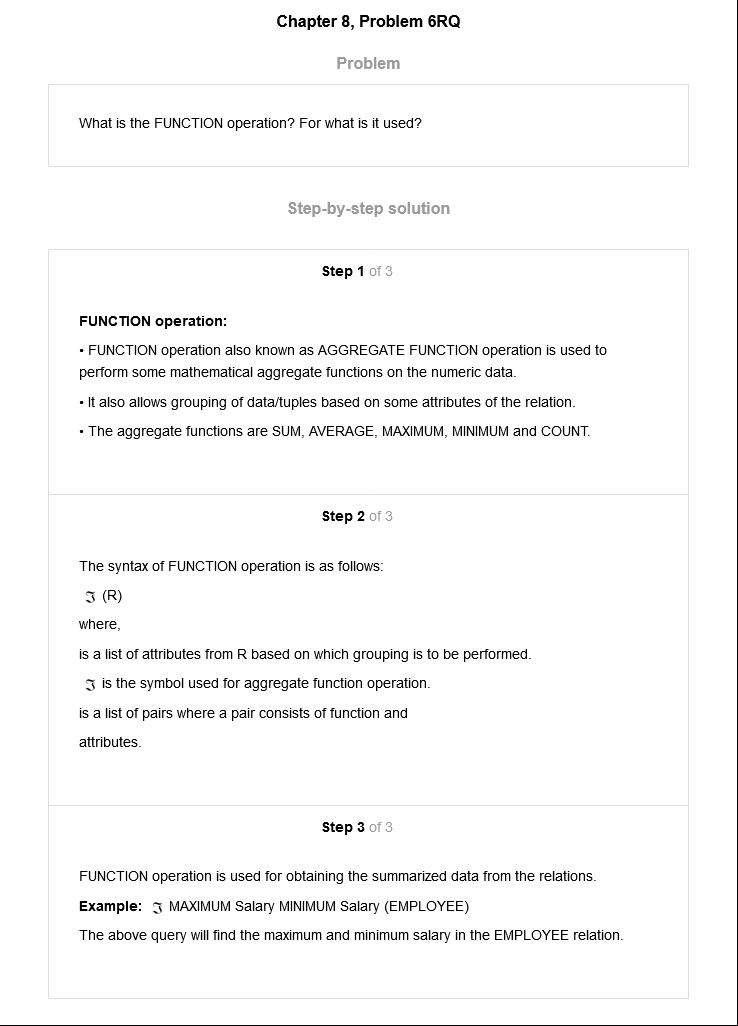 Chapter 8, Problem 6RQ
Problem
What is the FUNCTION operation? For what is it used?
Step-by-step solution
Step 1 of 3
FUNCTION operation:
• FUNCTION operation also known as AGGREGATE FUNCTION operation is used to
perform some mathematical aggregate functions on the numeric data.
• It also allows grouping of data/tuples based on some attributes of the relation.
• The aggregate functions are SUM, AVERAGE, MAXIMUM, MINIMUM and COUNT.
Step 2 of 3
The syntax of FUNCTION operation is as follows:
ℑ (R)
where,
is a list of attributes from R based on which grouping is to be performed.
ℑ is the symbol used for aggregate function operation.
is a list of pairs where a pair consists of function and
attributes.
Step 3 of 3
FUNCTION operation is used for obtaining the summarized data from the relations.
Example: ℑ MAXIMUM Salary MINIMUM Salary (EMPLOYEE)
The above query will find the maximum and minimum salary in the EMPLOYEE relation.